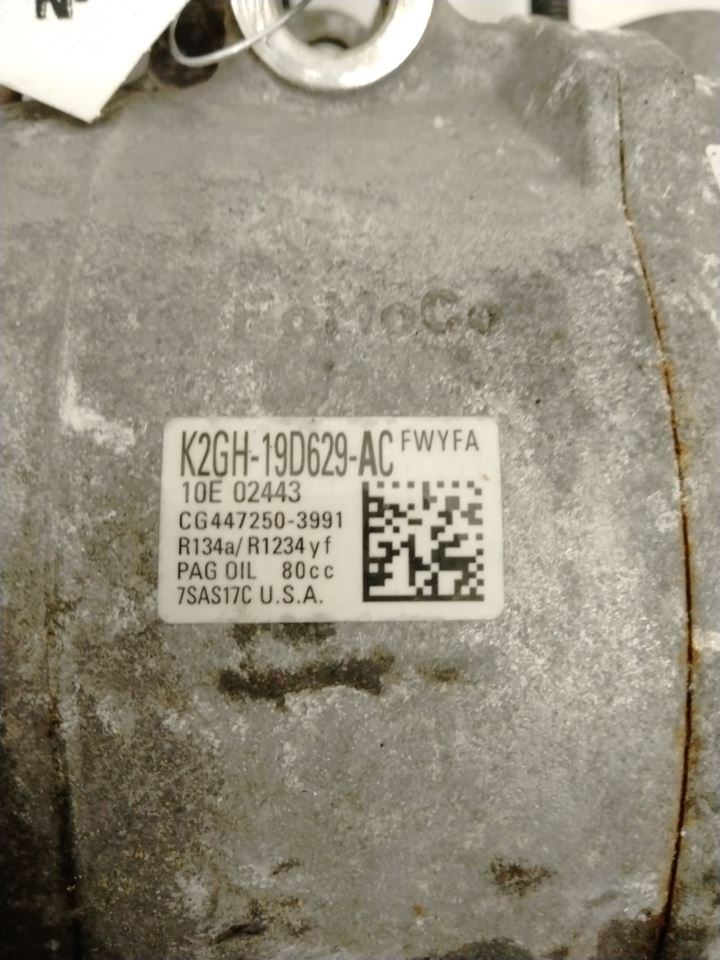 FoMoCo
K2GH-19D629-AC FWYFA
10E 02443
CG447250-3991
R134a/R1234yf
PAG OIL 80cc
7SAS17C U.S.A.